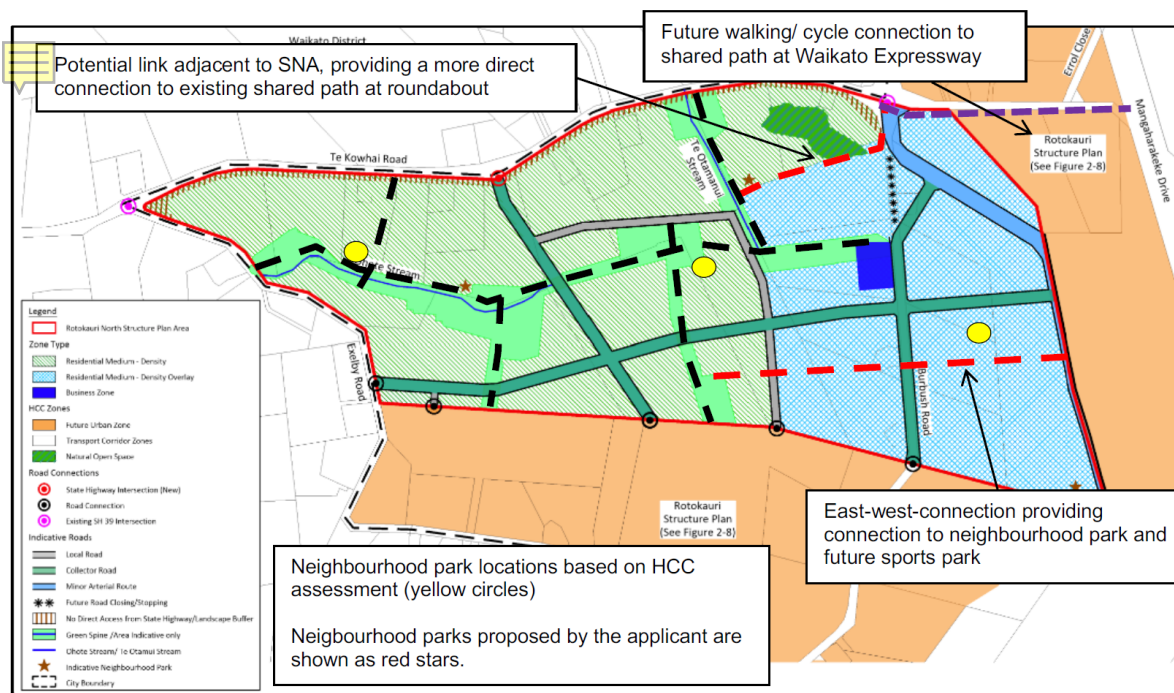 Waikato District
Potential link adjacent to SNA, providing a more direct
connection to existing shared path at roundabout
Future walking/ cycle connection to
shared path at Waikato Expressway
Errol Close
Mangaharakeke Drive
Rotokauri
Structure Plan
(See Figure 2-8)
Te Kowhai Road
Te Otamanui
Stream
Stream
Exelby Road
Burbush Road
Legend
Rotokauri North Structure Plan Area
Zone Type
Residential Medium - Density
Residential Medium - Density Overlay
Business Zone
HCC Zones
Future Urban Zone
Transport Corridor Zones
Natural Open Space
Road Connections
State Highway Intersection (New)
Road Connection
Existing SH 39 Intersection
Indicative Roads
Local Road
Collector Road
Minor Arterial Route
Future Road Closing/Stopping
No Direct Access from State Highway/Landscape Buffer
Green Spine /Area Indicative only
Ohote Stream/ Te Otamui Stream
Indicative Neighbourhood Park
City Boundary
Rotokauri
Structure Plan
(See Figure 2-8)
East-west-connection providing
connection to neighbourhood park and
future sports park
Neighbourhood park locations based on HCC
assessment (yellow circles)
Neigbourhood parks proposed by the applicant are
shown as red stars.